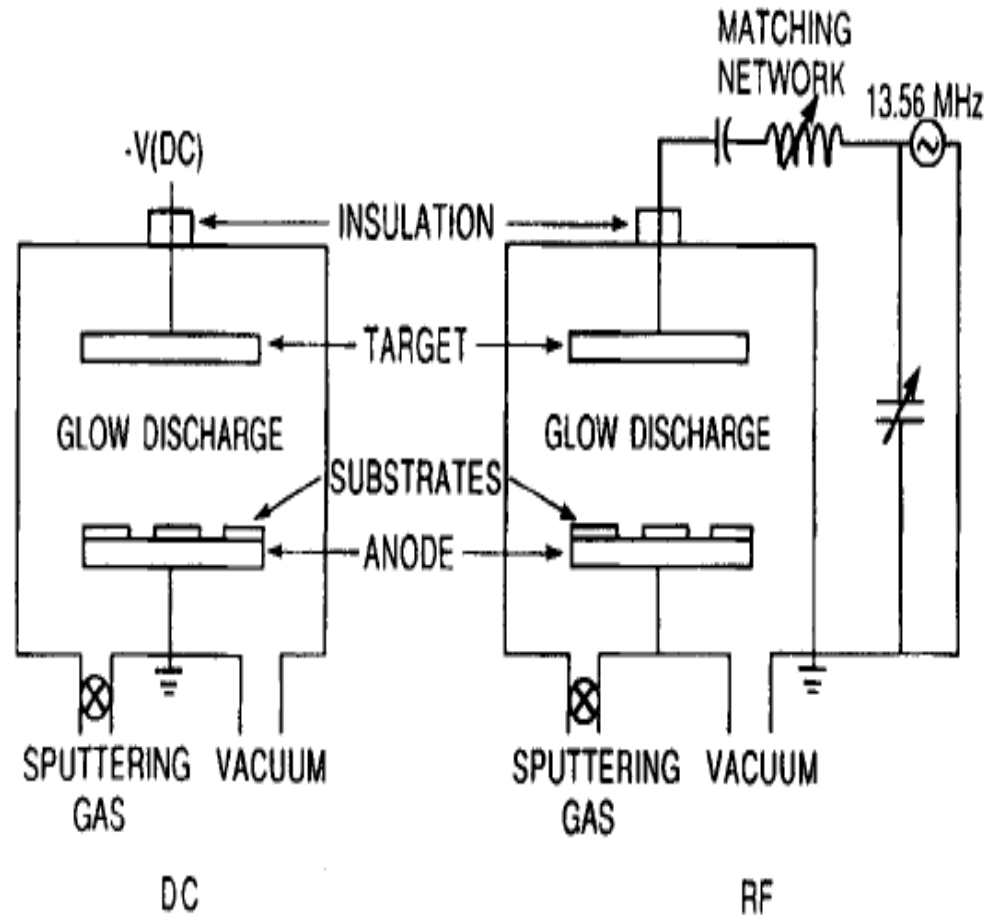 MATCHING
NETWORK
13.56 MHz
-V(DC)
INSULATION
TARGET
GLOW DISCHARGE
GLOW DISCHARGE
SUBSTRATES
ANODE
SPUTTERING
GAS
VACUUM
SPUTTERING
GAS
VACUUM
DC
RF